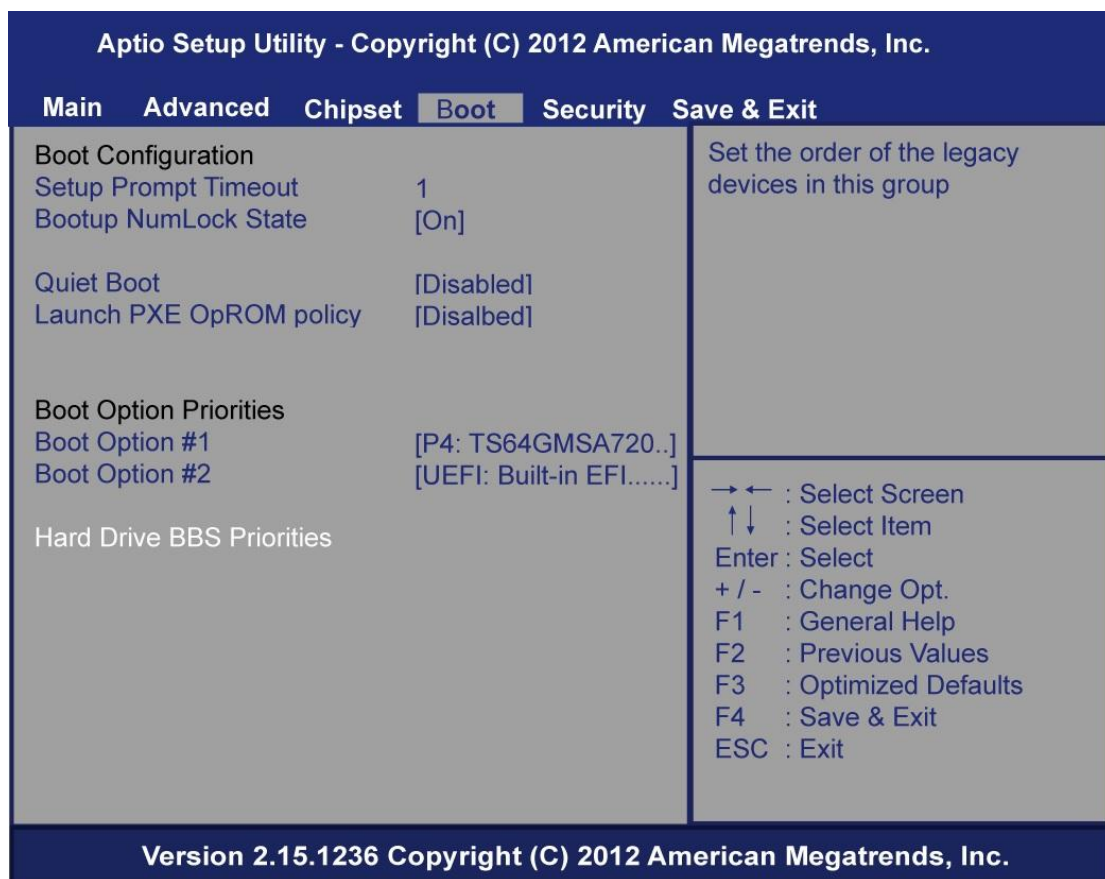 Aptio Setup Utility - Copyright (C) 2012 American Megatrends, Inc.
Main Advanced Chipset Boot Security Save & Exit
Boot Configuration
Setup Prompt Timeout 1
Bootup NumLock State [On]
Quiet Boot [Disabled]
Launch PXE OpROM policy [Disalbed]
Boot Option Priorities
Boot Option #1 [P4: TS64GMSA720..]
Boot Option #2 [UEFI: Built-in EFI......]
Hard Drive BBS Priorities
Set the order of the legacy
devices in this group
→ ← : Select Screen
↑↓ : Select Item
Enter : Select
+ / - : Change Opt.
F1 : General Help
F2 : Previous Values
F3 : Optimized Defaults
F4 : Save & Exit
ESC : Exit
Version 2.15.1236 Copyright (C) 2012 American Megatrends, Inc.